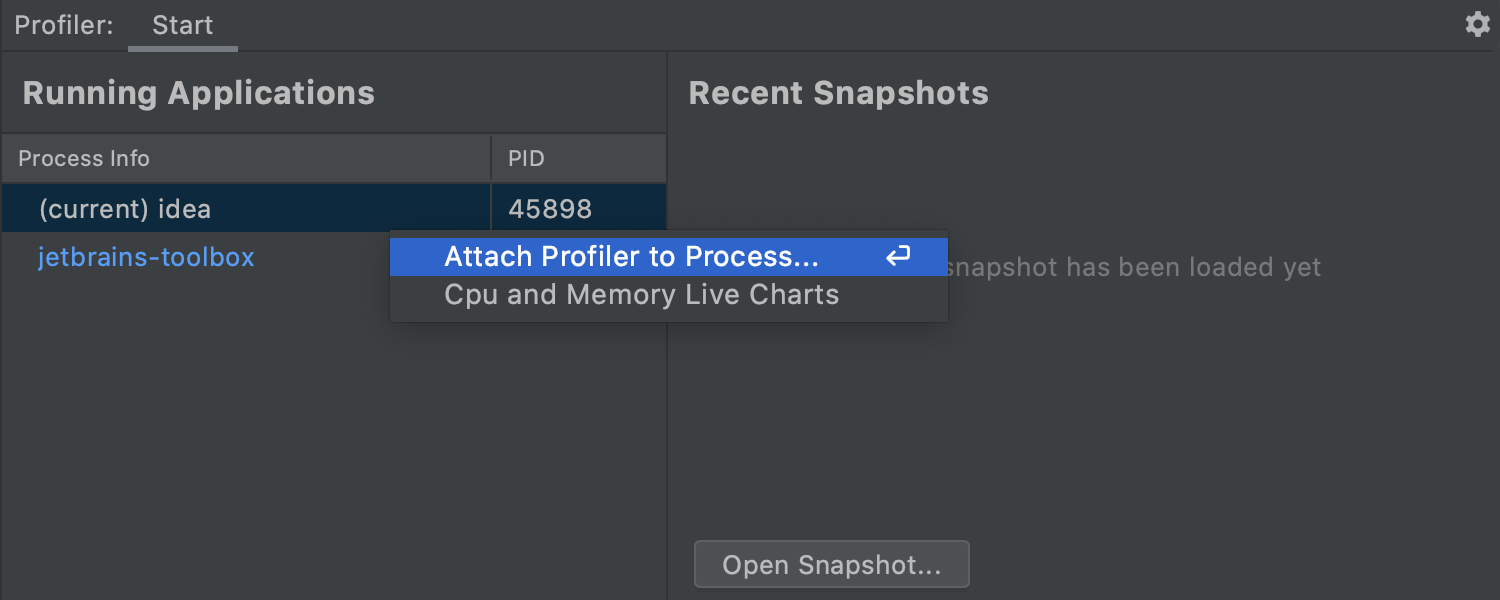 Profiler: Start
Running Applications
Process Info PID
(current) idea 45898
jetbrains-toolbox
Attach Profiler to Process...
Cpu and Memory Live Charts
Recent Snapshots
snapshot has been loaded yet
Open Snapshot...